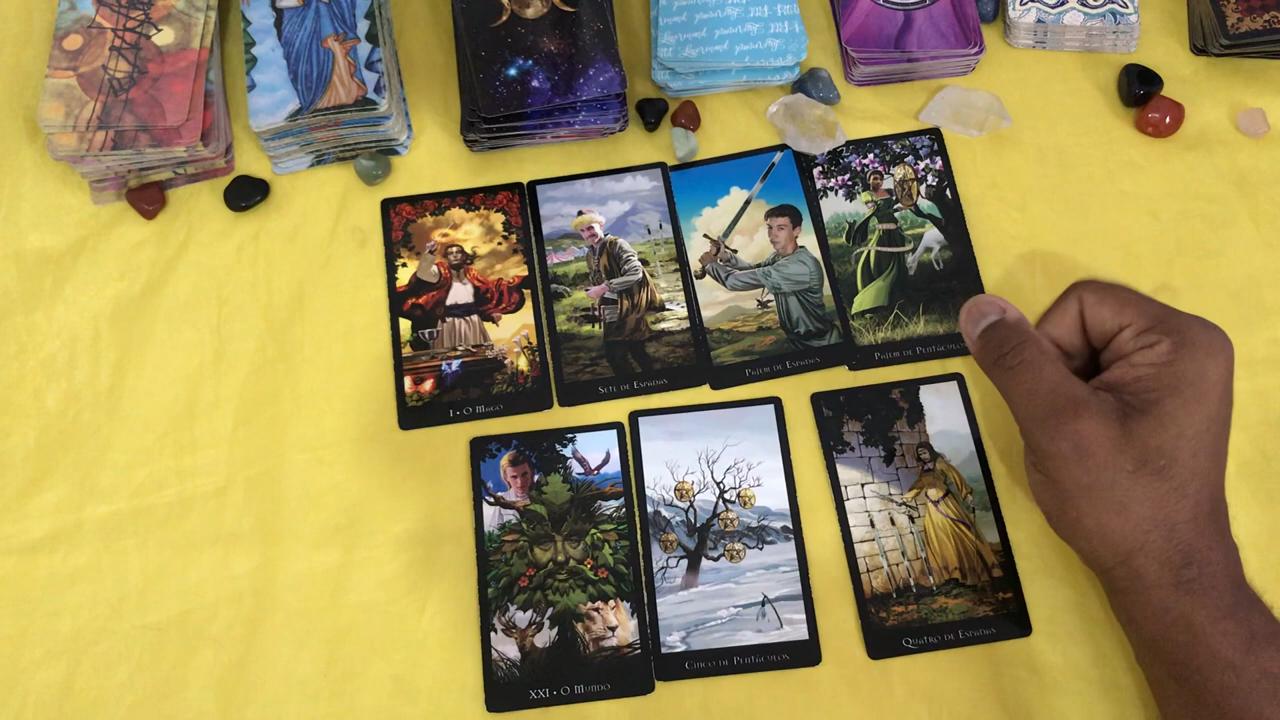 I • O Mago
Sete de Espadas
Pajem de Espadas
Pajem de Pentáculos
XXI • O Mundo
Cinco de Pentáculos
Quatro de Espadas